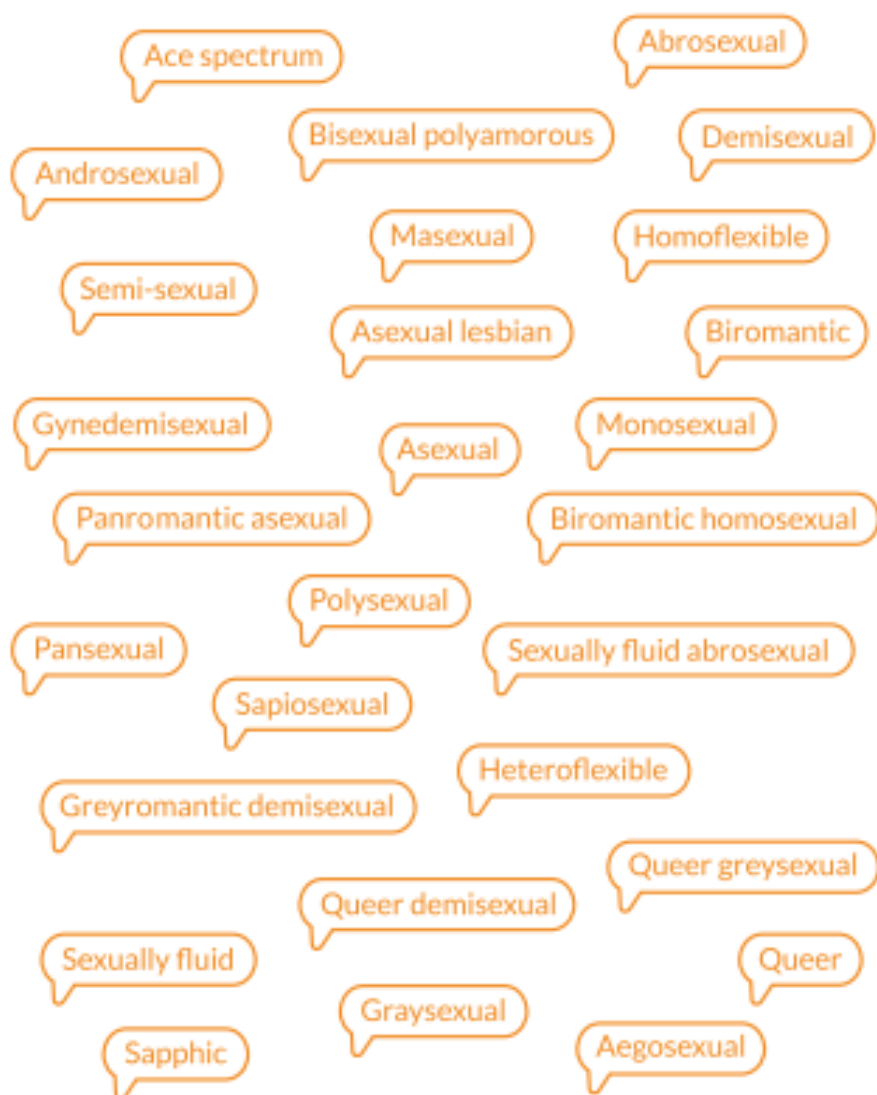 Ace spectrum
Abrosexual
Bisexual polyamorous
Demisexual
Androsexual
Masexual
Homoflexible
Semi-sexual
Asexual lesbian
Biromantic
Gynedemisexual
Asexual
Monosexual
Panromantic asexual
Biromantic homosexual
Polysexual
Pansexual
Sexually fluid abrosexual
Sapiosexual
Heteroflexible
Greyromantic demisexual
Queer greysexual
Queer demisexual
Sexually fluid
Queer
Graysexual
Sapphic
Aegosexual